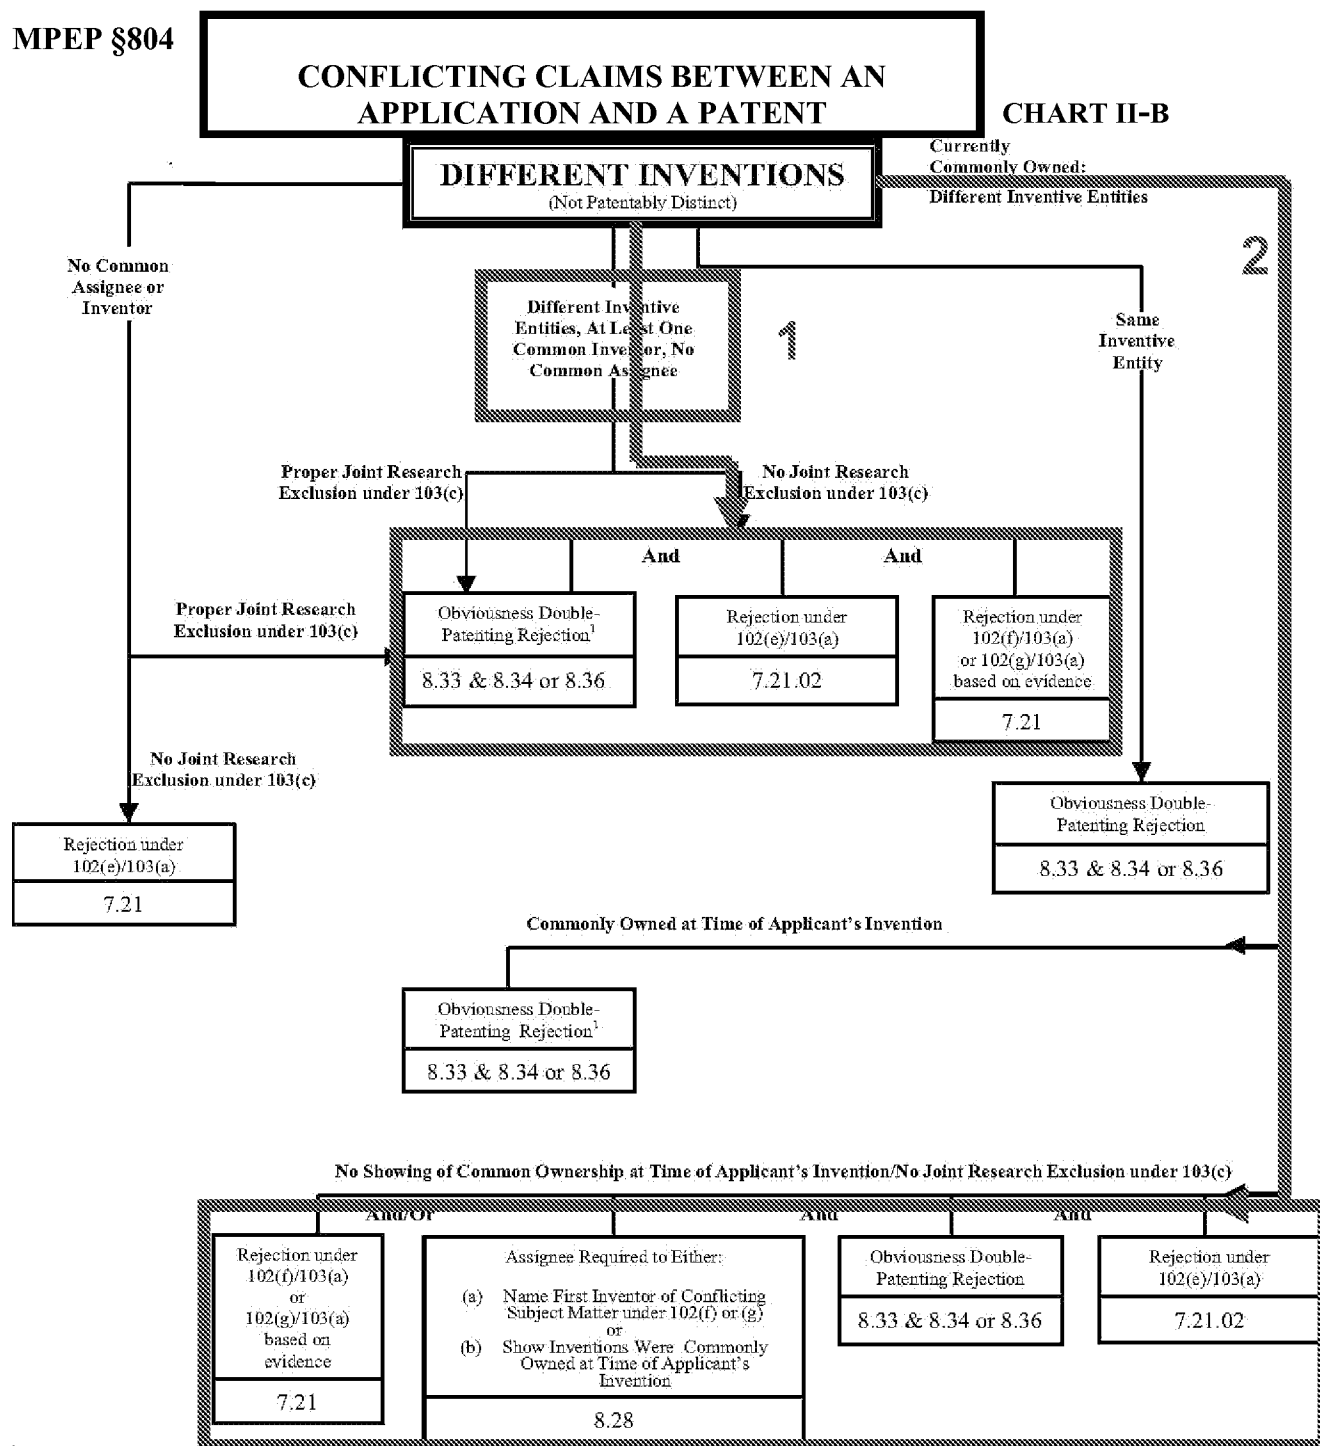 MPEP §804
CONFLICTING CLAIMS BETWEEN AN
APPLICATION AND A PATENT
CHART II-B
DIFFERENT INVENTIONS
(Not Patentably Distinct)
Currently
Commonly Owned:
Different Inventive Entities
2
No Common
Assignee or
Inventor
Different Inventive
Entities, At Least One
Common Inventor, No
Common Assignee
1
Same
Inventive
Entity
Proper Joint Research
Exclusion under 103(c)
No Joint Research
Exclusion under 103(c)
And
And
Proper Joint Research
Exclusion under 103(c)
Obviousness Double-
Patenting Rejection1
8.33 & 8.34 or 8.36
Rejection under
102(e)/103(a)
7.21.02
Rejection under
102(f)/103(a)
or 102(g)/103(a)
based on evidence
7.21
No Joint Research
Exclusion under 103(c)
Rejection under
102(e)/103(a)
7.21
Obviousness Double-
Patenting Rejection
8.33 & 8.34 or 8.36
Commonly Owned at Time of Applicant's Invention
Obviousness Double-
Patenting Rejection1
8.33 & 8.34 or 8.36
No Showing of Common Ownership at Time of Applicant's Invention/No Joint Research Exclusion under 103(c)
And/Or
And
And
Rejection under
102(f)/103(a)
or
102(g)/103(a)
based on
evidence
7.21
Assignee Required to Either:
(a) Name First Inventor of Conflicting
Subject Matter under 102(f) or (g)
or
(b) Show Inventions Were Commonly
Owned at Time of Applicant's
Invention
8.28
Obviousness Double-
Patenting Rejection
8.33 & 8.34 or 8.36
Rejection under
102(e)/103(a)
7.21.02